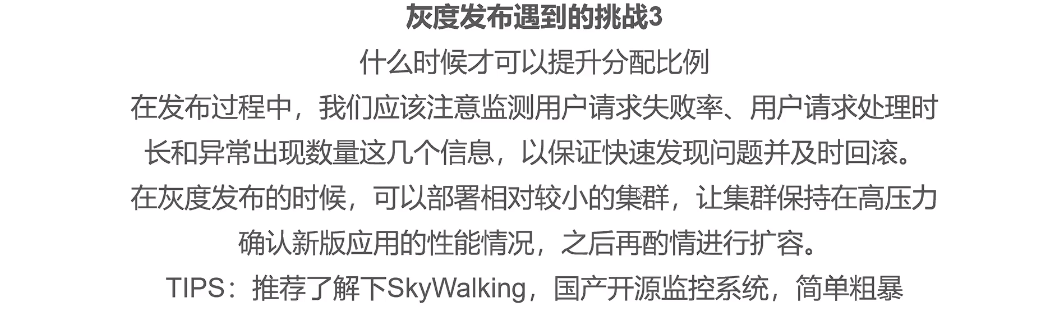 灰度发布遇到的挑战3
什么时候才可以提升分配比例
在发布过程中，我们应该注意监测用户请求失败率、用户请求处理时
长和异常出现数量这几个信息，以保证快速发现问题并及时回滚。
在灰度发布的时候，可以部署相对较小的集群，让集群保持在高压力
确认新版应用的性能情况，之后再酌情进行扩容。
TIPS：推荐了解下SkyWalking，国产开源监控系统，简单粗暴